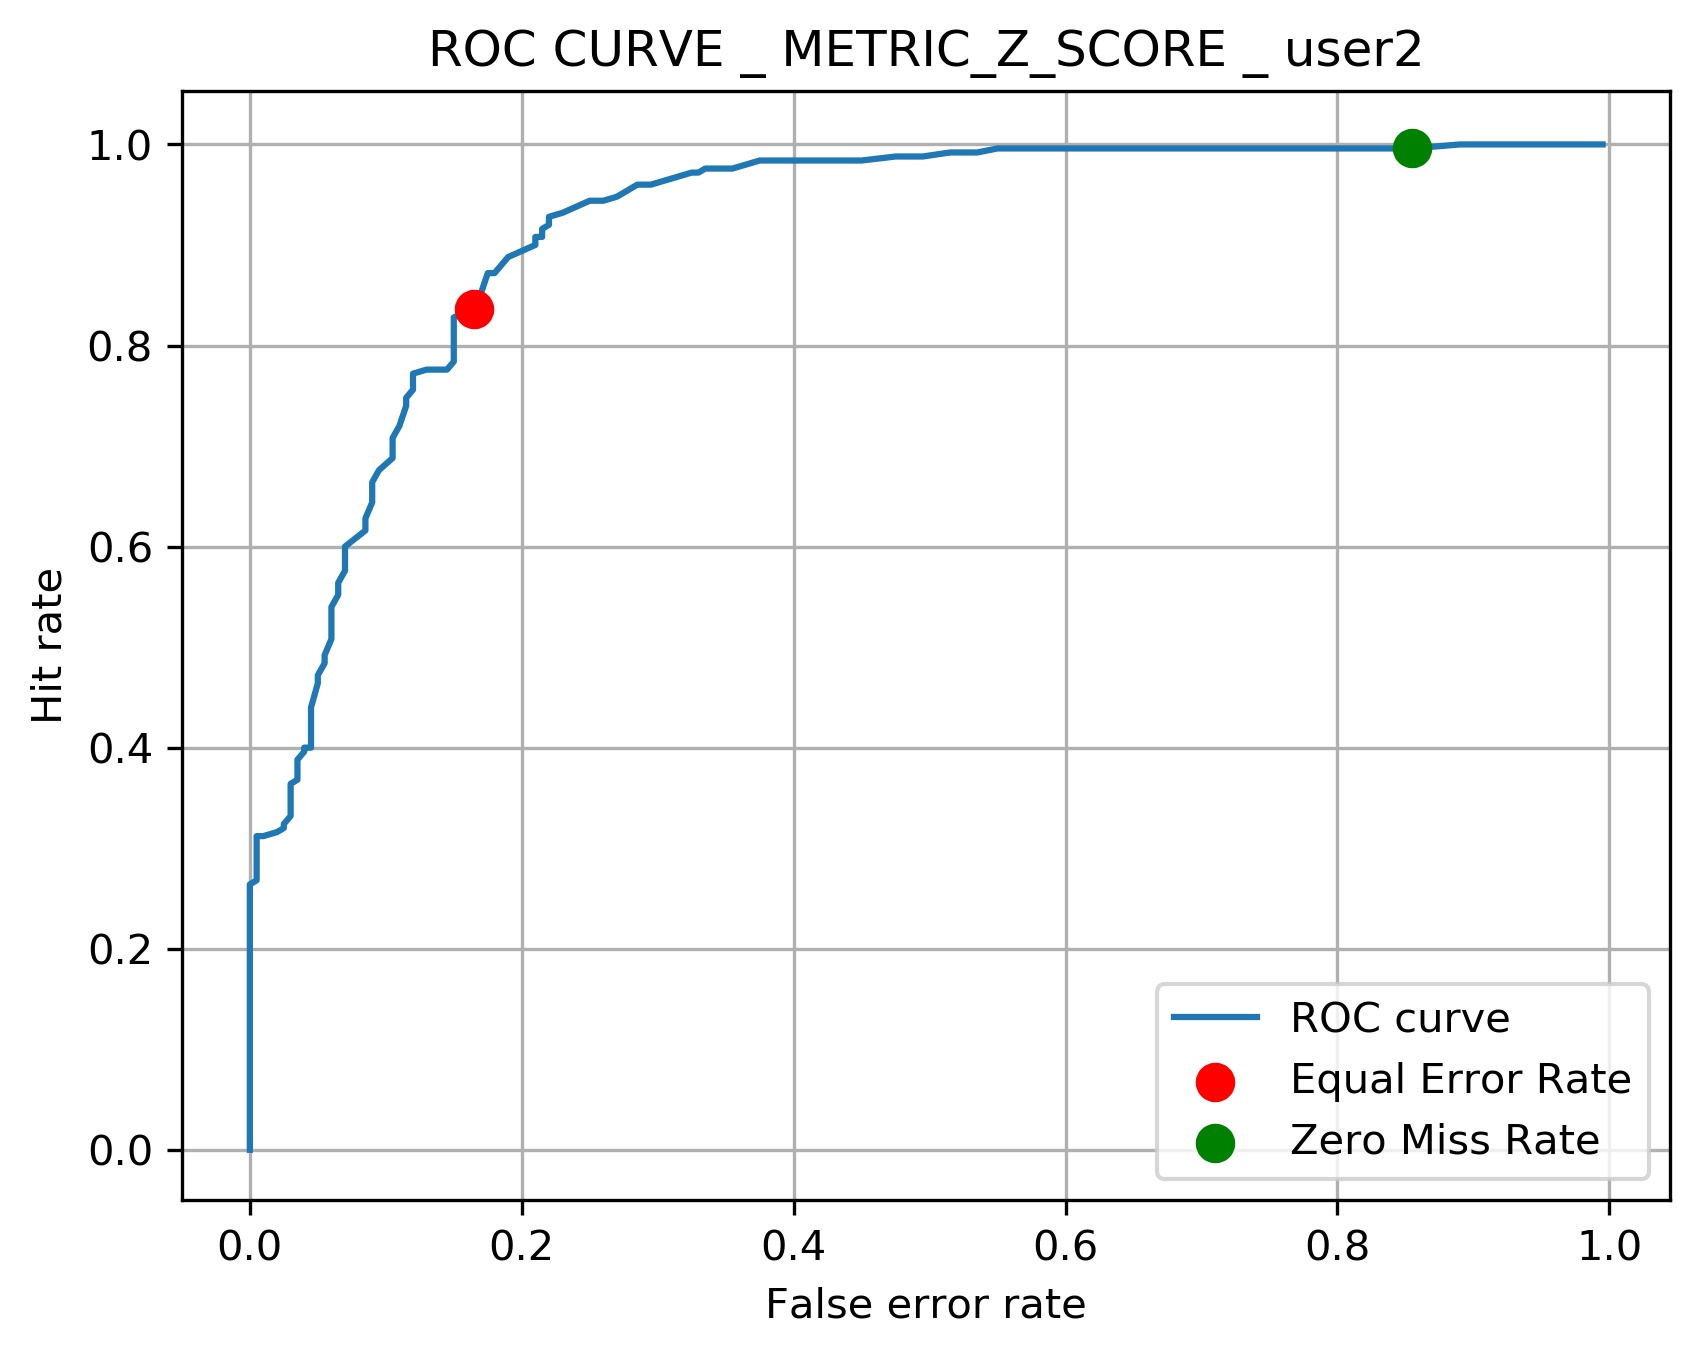 ROC CURVE _ METRIC_Z_SCORE _ user2
1.0
0.8
0.6
0.4
0.2
0.0
Hit rate
ROC curve
Equal Error Rate
Zero Miss Rate
0.0 0.2 0.4 0.6 0.8 1.0
False error rate